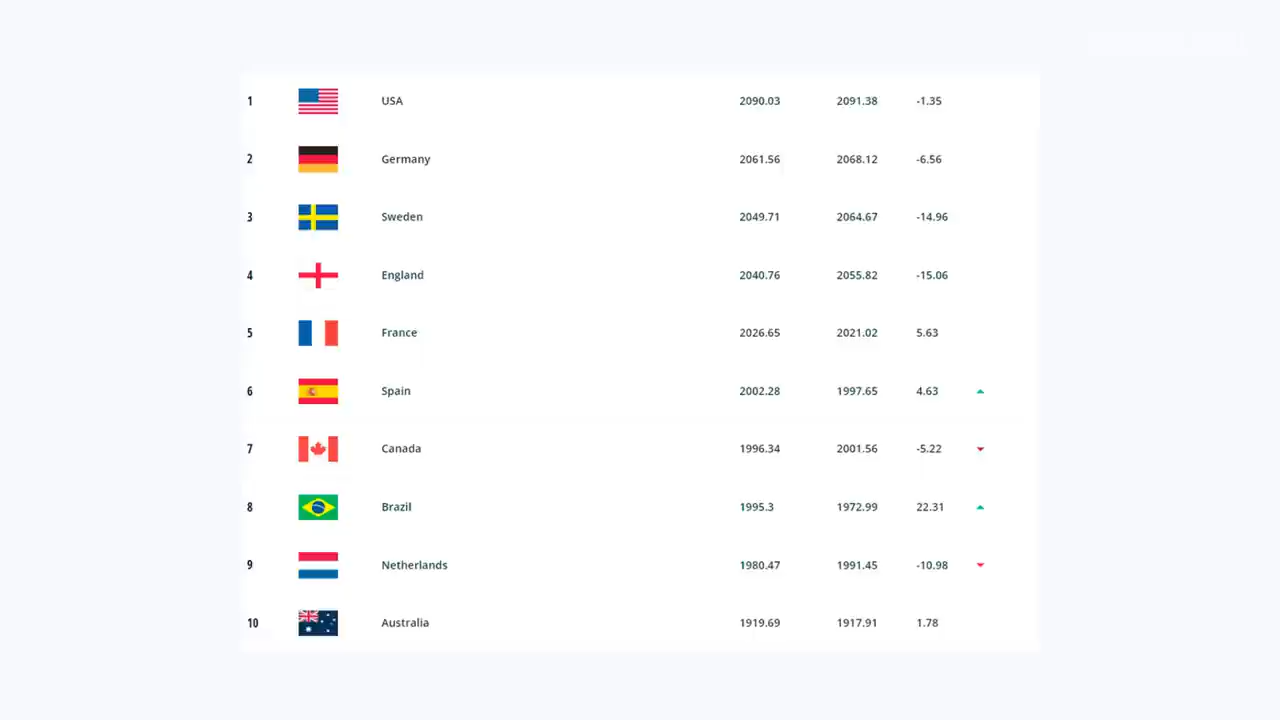 1 USA 2090.03 2091.38 -1.35
2 Germany 2061.56 2068.12 -6.56
3 Sweden 2049.71 2064.67 -14.96
4 England 2040.76 2055.82 -15.06
5 France 2026.65 2021.02 5.63
6 Spain 2002.28 1997.65 4.63
7 Canada 1996.34 2001.56 -5.22
8 Brazil 1995.3 1972.99 22.31
9 Netherlands 1980.47 1991.45 -10.98
10 Australia 1919.69 1917.91 1.78